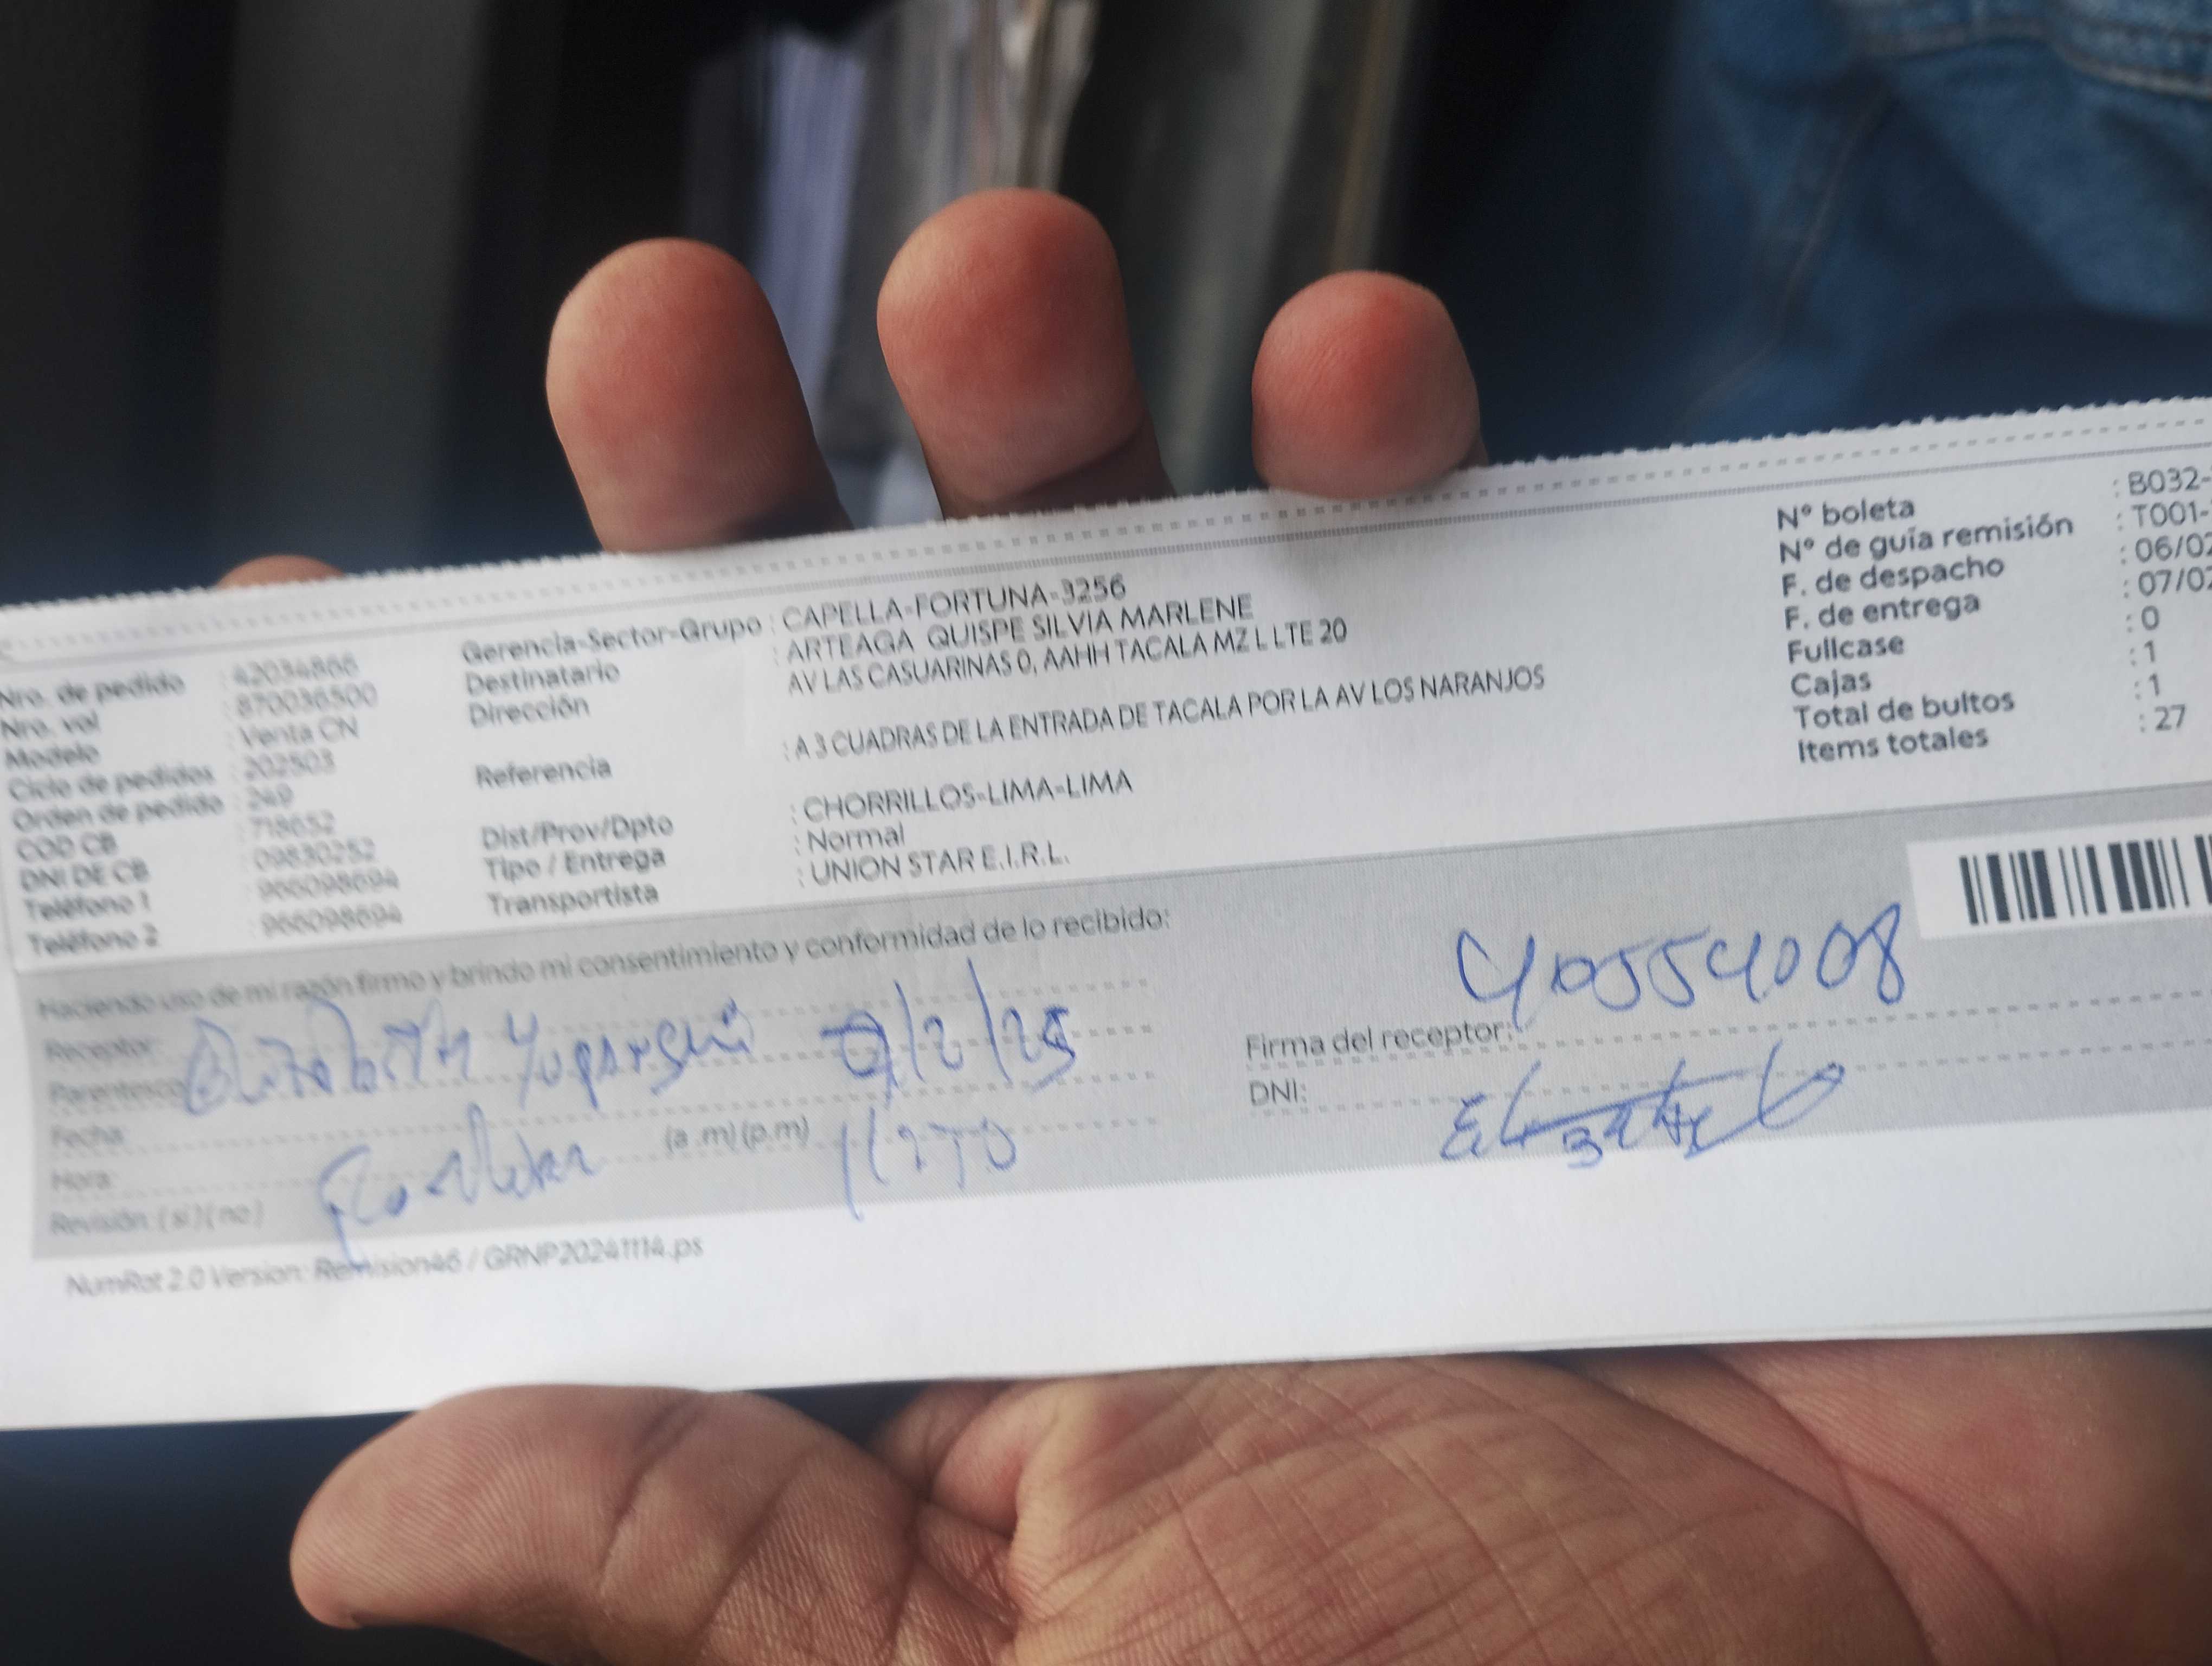 Nro. de pedido : 42034866
Nro. vol : 870036500
Modelo : Venta CN
Ciclo de pedidos : 202503
Orden de pedido : 249
COD CB : 718652
DNI DE CB : 09830252
Teléfono 1 : 966098694
Teléfono 2 : 966098694
Gerencia-Sector-Grupo : CAPELLA-FORTUNA-3256
Destinatario : ARTEAGA QUISPE SILVIA MARLENE
Dirección AV LAS CASUARINAS 0, AAHH TACALA MZ L LTE 20
Referencia : A 3 CUADRAS DE LA ENTRADA DE TACALA POR LA AV LOS NARANJOS
Dist/Prov/Dpto : CHORRILLOS-LIMA-LIMA
Tipo / Entrega : Normal
Transportista : UNION STAR E.I.R.L.
N° boleta : B032-
N° de guía remisión : T001-
F. de despacho : 06/02
F. de entrega : 07/02
Fullcase : 0
Cajas : 1
Total de bultos : 1
Items totales : 27
Haciendo uso de mi razón firmo y brindo mi consentimiento y conformidad de lo recibido:
Receptor:
Parentesco
Fecha:
Hora: (a .m) (p.m)
Revisión: ( si ) ( no )
/2/25
40554008
Firma del receptor:
DNI:
NumRot 2.0 Version: Remision46 / GRNP20241114.ps